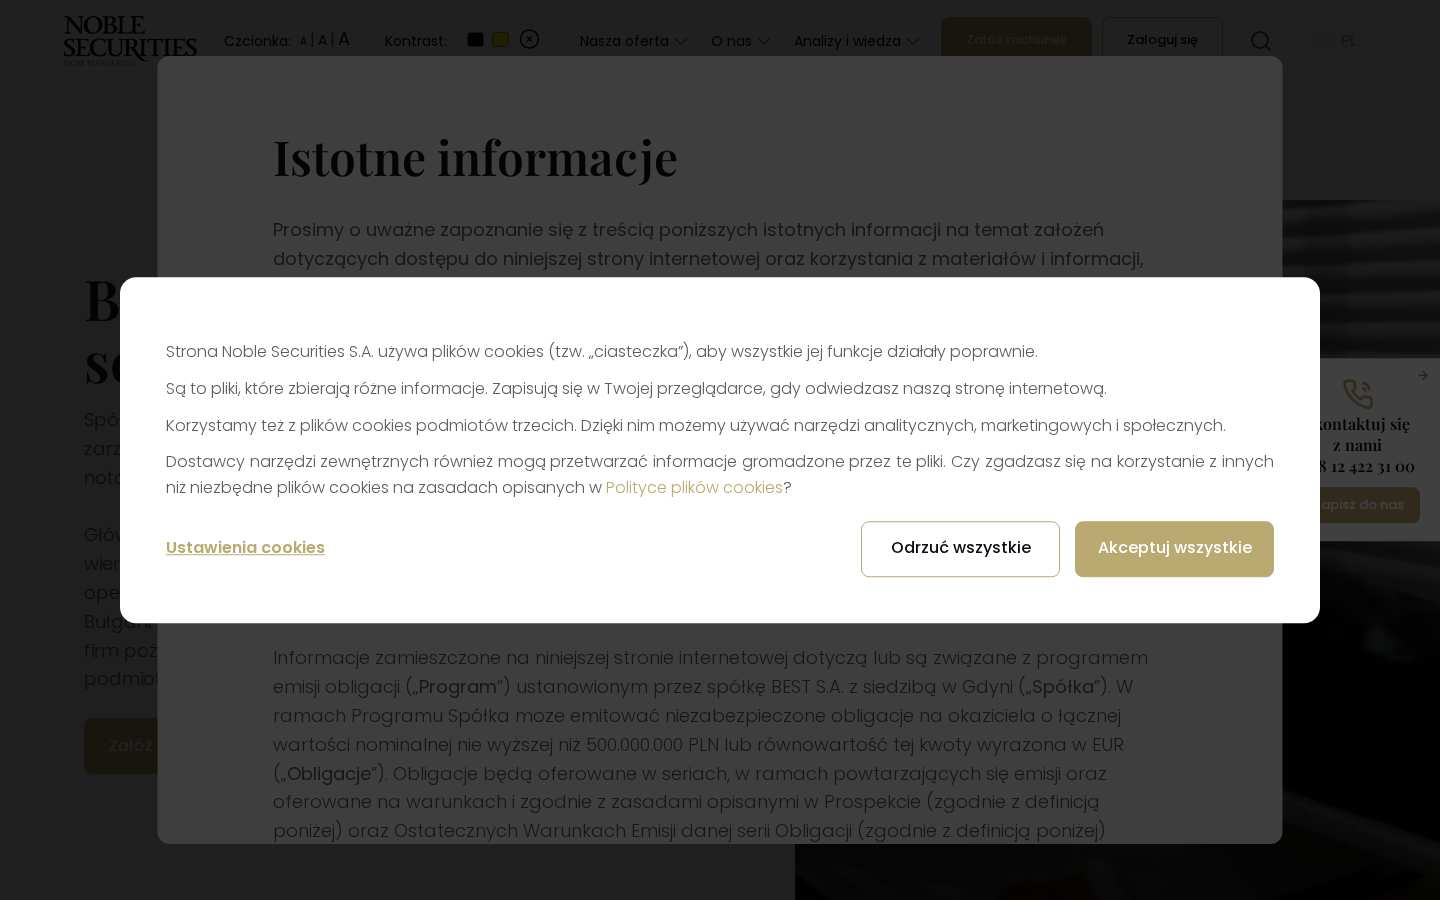 NOBLE
SECURITIES
Czcionka: A | A | A
Kontrast:
Nasza oferta
O nas
Analizy i wiedza
Załóż rachunek
Zaloguj się
PL
Istotne informacje
Prosimy o uważne zapoznanie się z treścią poniższych istotnych informacji na temat założeń
dotyczących dostępu do niniejszej strony internetowej oraz korzystania z materiałów i informacji,
Strona Noble Securities S.A. używa plików cookies (tzw. „ciasteczka”), aby wszystkie jej funkcje działały poprawnie.
Są to pliki, które zbierają różne informacje. Zapisują się w Twojej przeglądarce, gdy odwiedzasz naszą stronę internetową.
Korzystamy też z plików cookies podmiotów trzecich. Dzięki nim możemy używać narzędzi analitycznych, marketingowych i społecznych.
Dostawcy narzędzi zewnętrznych również mogą przetwarzać informacje gromadzone przez te pliki. Czy zgadzasz się na korzystanie z innych
niż niezbędne plików cookies na zasadach opisanych w Polityce plików cookies?
Ustawienia cookies
Odrzuć wszystkie
Akceptuj wszystkie
Informacje zamieszczone na niniejszej stronie internetowej dotyczą lub są związane z programem
emisji obligacji („Program”) ustanowionym przez spółkę BEST S.A. z siedzibą w Gdyni („Spółka”). W
ramach Programu Spółka może emitować niezabezpieczone obligacje na okaziciela o łącznej
wartości nominalnej nie wyższej niż 500.000.000 PLN lub równowartość tej kwoty wyrażona w EUR
(„Obligacje”). Obligacje będą oferowane w seriach, w ramach powtarzających się emisji oraz
oferowane na warunkach i zgodnie z zasadami opisanymi w Prospekcie (zgodnie z definicją
poniżej) oraz Ostatecznych Warunkach Emisji danej serii Obligacji (zgodnie z definicją poniżej)
firm poż
podmiot
Załóż
kontaktuj się
z nami
8 12 422 31 00
apisz do nas